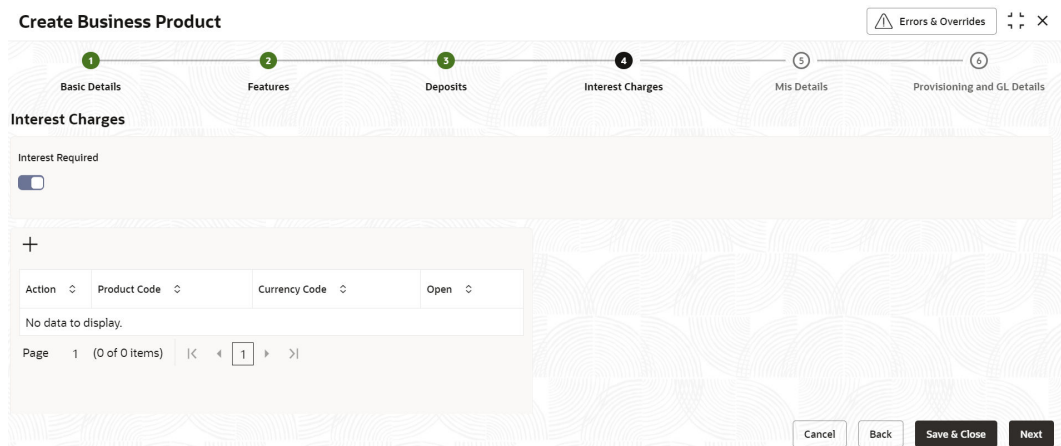 Create Business Product
Errors & Overrides
1 2 3 4 5 6
Basic Details Features Deposits Interest Charges Mis Details Provisioning and GL Details
Interest Charges
Interest Required
Action Product Code Currency Code Open
No data to display.
Page 1 (0 of 0 items) 1
Cancel Back Save & Close Next